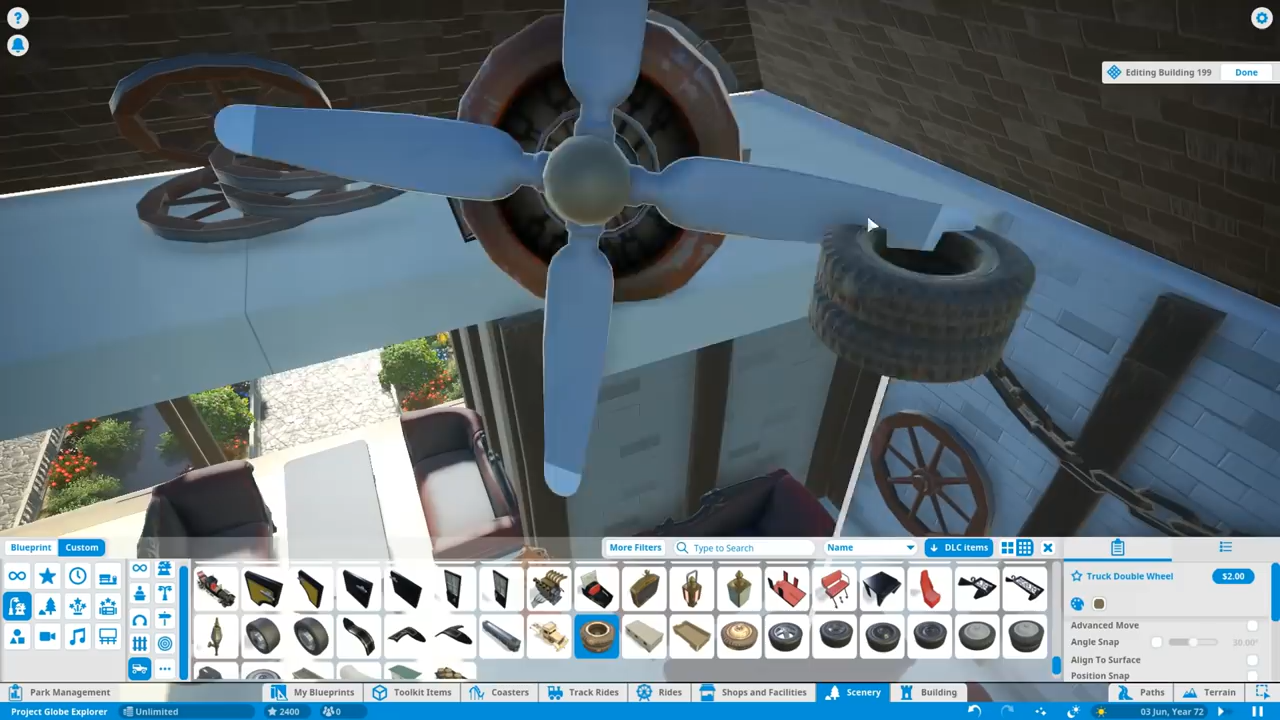 ?
Editing Building 199
Done
Blueprint
Custom
More Filters
Type to Search
Name
DLC items
Truck Double Wheel
$2.00
Advanced Move
Angle Snap
30.00°
Align To Surface
Position Snap
Park Management
My Blueprints
Toolkit Items
Coasters
Track Rides
Rides
Shops and Facilities
Scenery
Building
Paths
Terrain
Project Globe Explorer
Unlimited
2400
0
03 Jun, Year 72